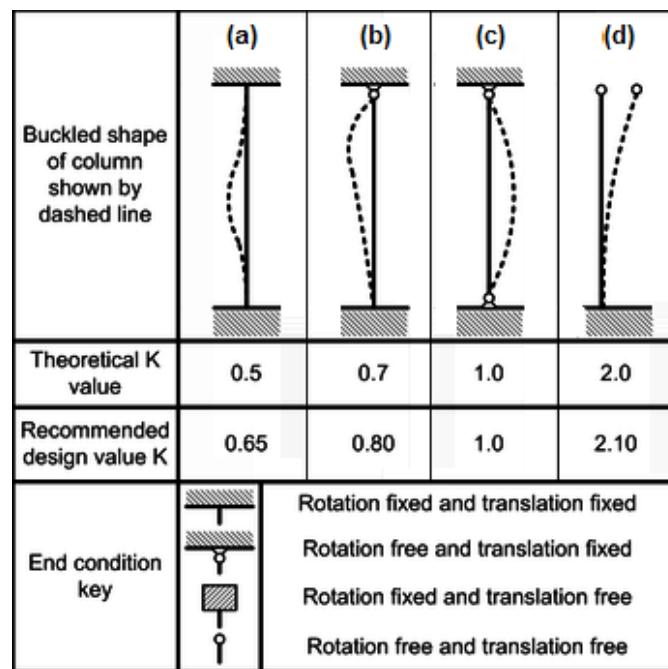 (a) (b) (c) (d)
Buckled shape
of column
shown by
dashed line
Theoretical K
value
0.5 0.7 1.0 2.0
Recommended
design value K
0.65 0.80 1.0 2.10
End condition
key
Rotation fixed and translation fixed
Rotation free and translation fixed
Rotation fixed and translation free
Rotation free and translation free